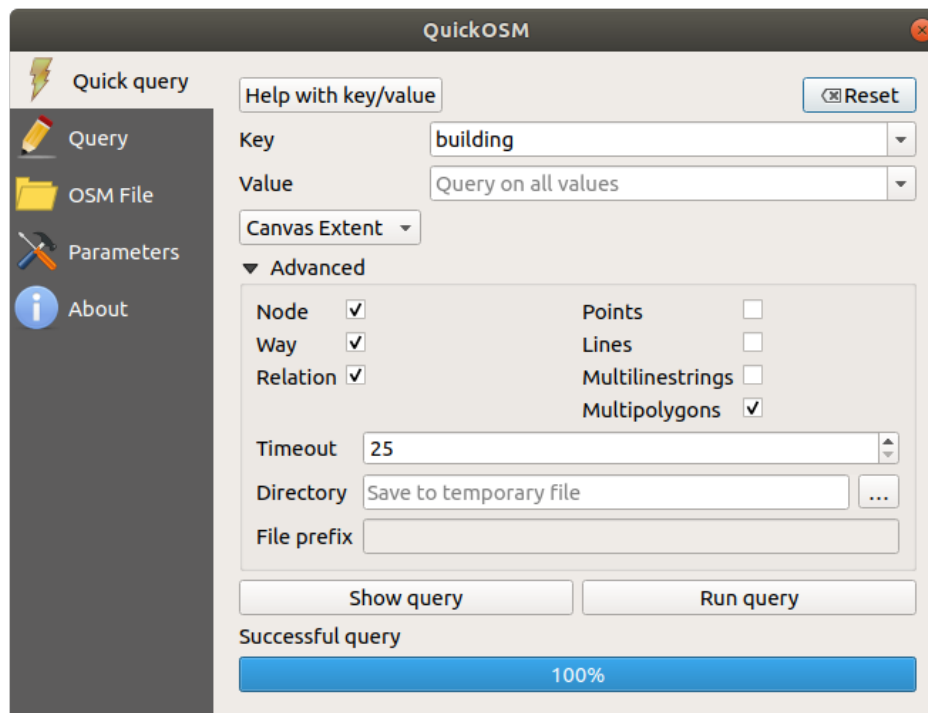 QuickOSM
Quick query
Query
OSM File
Parameters
About
Help with key/value
Reset
Key building
Value Query on all values
Canvas Extent
Advanced
Node Points
Way Lines
Relation Multilinestrings
Multipolygons
Timeout 25
Directory Save to temporary file ...
File prefix
Show query Run query
Successful query
100%